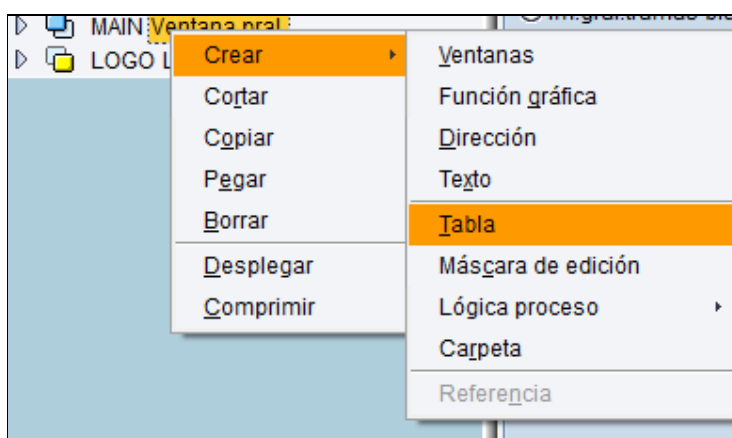 MAIN Ventana pral
LOGO L
Crear
Cortar
Copiar
Pegar
Borrar
Desplegar
Comprimir
Ventanas
Función gráfica
Dirección
Texto
Tabla
Máscara de edición
Lógica proceso
Carpeta
Referencia